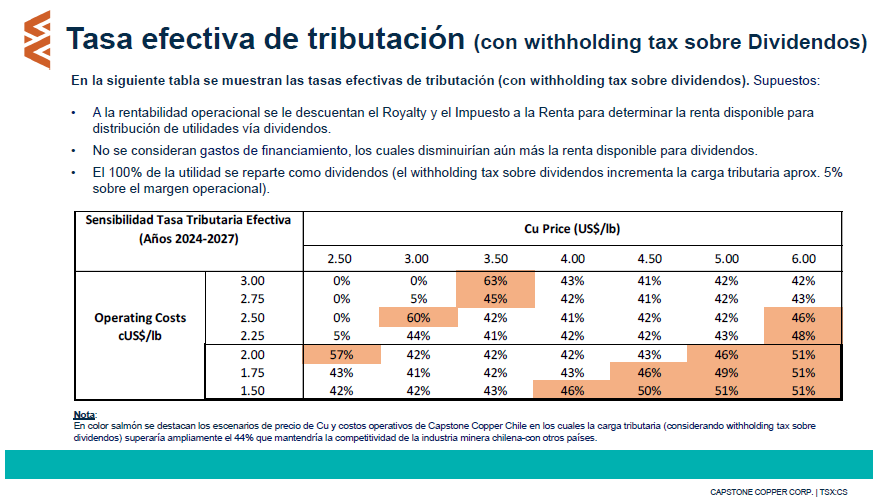 Tasa efectiva de tributación (con withholding tax sobre Dividendos)
En la siguiente tabla se muestran las tasas efectivas de tributación (con withholding tax sobre dividendos). Supuestos:
• A la rentabilidad operacional se le descuentan el Royalty y el Impuesto a la Renta para determinar la renta disponible para
distribución de utilidades vía dividendos.
• No se consideran gastos de financiamiento, los cuales disminuirían aún más la renta disponible para dividendos.
• El 100% de la utilidad se reparte como dividendos (el withholding tax sobre dividendos incrementa la carga tributaria aprox. 5%
sobre el margen operacional).
Sensibilidad Tasa Tributaria Efectiva
(Años 2024-2027)
Cu Price (US$/lb)
2.50 3.00 3.50 4.00 4.50 5.00 6.00
Operating Costs
cUS$/lb
3.00 0% 0% 63% 43% 41% 42% 42%
2.75 0% 5% 45% 42% 41% 42% 43%
2.50 0% 60% 42% 41% 42% 42% 46%
2.25 5% 44% 41% 42% 42% 43% 48%
2.00 57% 42% 42% 42% 43% 46% 51%
1.75 43% 41% 42% 43% 46% 49% 51%
1.50 42% 42% 43% 46% 50% 51% 51%
Nota:
En color salmón se destacan los escenarios de precio de Cu y costos operativos de Capstone Copper Chile en los cuales la carga tributaria (considerando withholding tax sobre
dividendos) superaría ampliamente el 44% que mantendría la competitividad de la industria minera chilena-con otros países.
CAPSTONE COPPER CORP. | TSX:CS